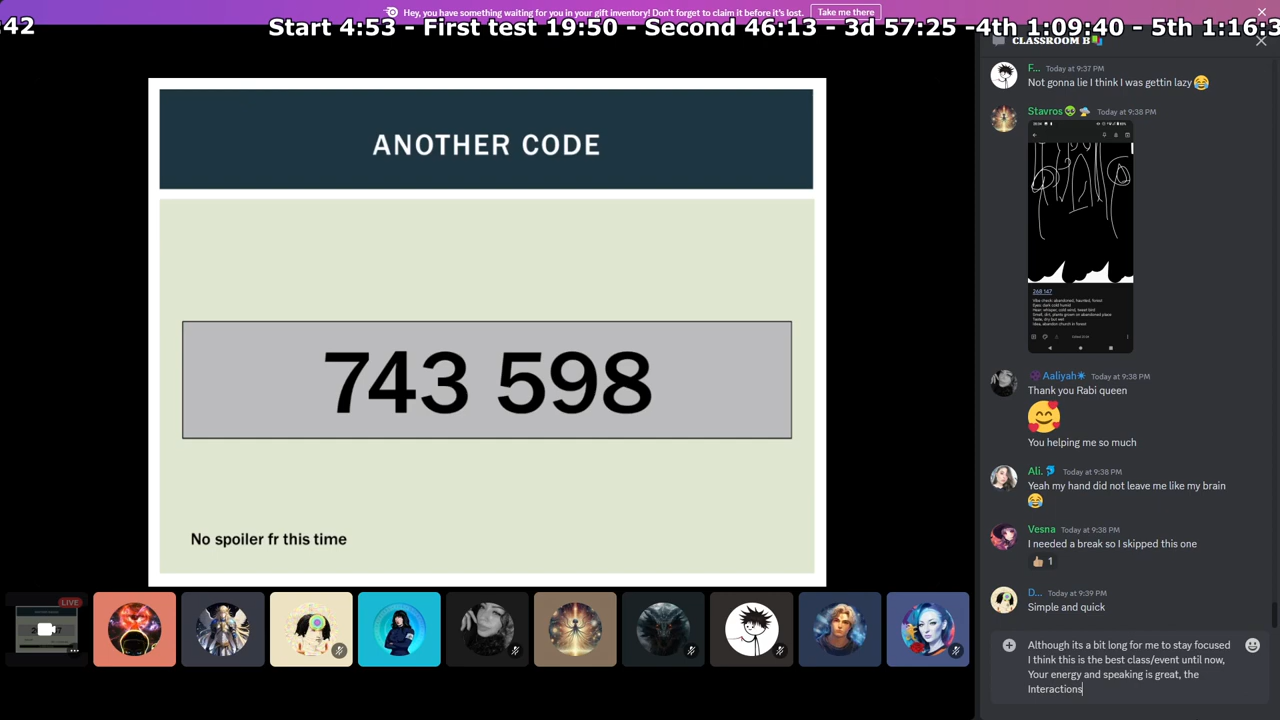 Hey, you have something waiting for you in your gift inventory! Don't forget to claim it before it's lost. Take me there
:42 Start 4:53 - First test 19:50 - Second 46:13 - 3d 57:25 -4th 1:09:40 - 5th 1:16:3
CLASSROOM B
ANOTHER CODE
743 598
No spoiler fr this time
LIVE
F... Today at 9:37 PM
Not gonna lie I think I was gettin lazy 😂
Stavros Today at 9:38 PM
268 147
Aaliyah Today at 9:38 PM
Thank you Rabi queen
🥰
You helping me so much
Ali. Today at 9:38 PM
Yeah my hand did not leave me like my brain
😂
Vesna Today at 9:38 PM
I needed a break so I skipped this one
👍🏽 1
D... Today at 9:39 PM
Simple and quick
Although its a bit long for me to stay focused
I think this is the best class/event until now,
Your energy and speaking is great, the
Interactions